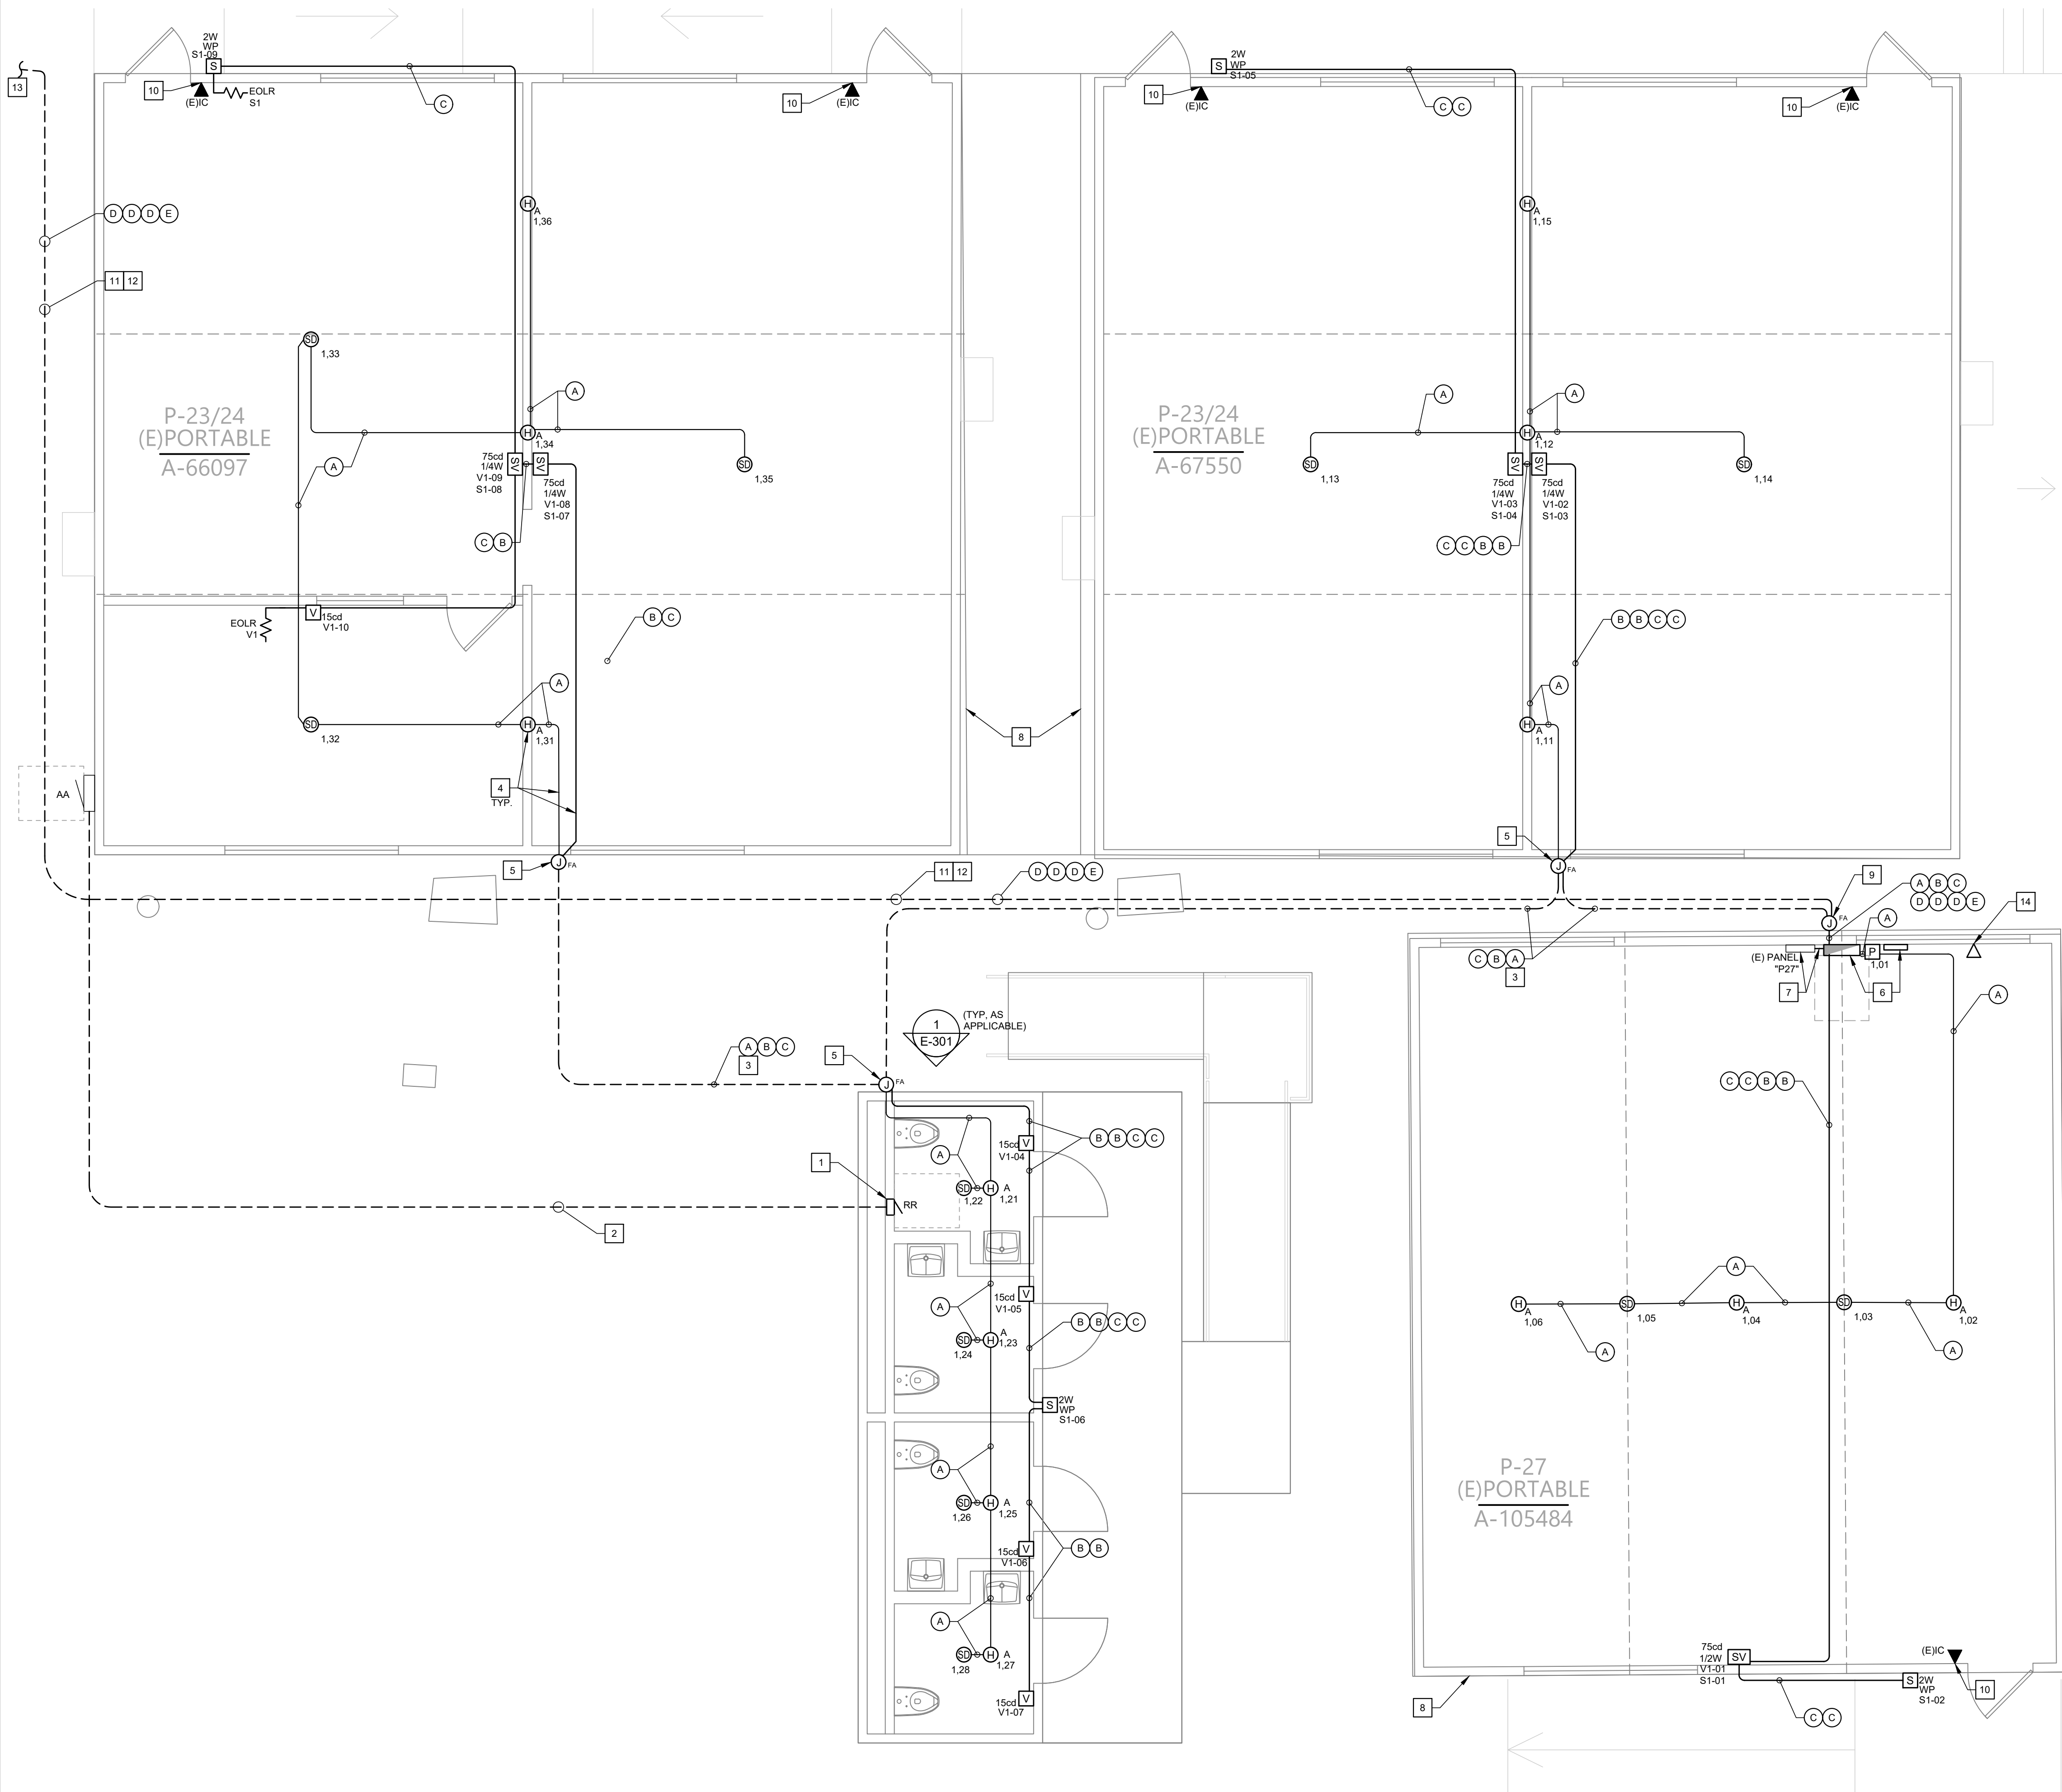 2W
WP
S1-09
S
EOLR
S1
10
(E)IC
C
10
(E)IC
13
D D D E
11 12
H
A
1,36
SD
1,33
A
P-23/24
(E)PORTABLE
A-66097
A
H
A
1,34
75cd
1/4W
V1-09
S1-08
SV
SV
75cd
1/4W
V1-08
S1-07
SD
1,35
C B
EOLR
V1
V
15cd
V1-10
B C
A
SD
1,32
H
A
1,31
4
TYP.
AA
5
J
FA
8
S
2W
WP
S1-05
10
(E)IC
C C
10
(E)IC
H
A
1,15
P-23/24
(E)PORTABLE
A-67550
A
A
H
A
1,12
SD
1,13
SV
SV
75cd
1/4W
V1-03
S1-04
75cd
1/4W
V1-02
S1-03
SD
1,14
C C B B
B B C C
A
H
A
1,11
5
J
FA
11 12
D D D E
9
A B C
D D D E
14
J
FA
A
C B A
3
(E) PANEL
"P27"
P
1,01
7
6
A
1
E-301
(TYP, AS
APPLICABLE)
A B C
3
5
J
FA
C C B B
15cd
V
V1-04
B B C C
A
1
RR
SD
1,22
H
A
1,21
2
15cd
V
V1-05
A
B B C C
SD
1,24
H
A
1,23
S
2W
WP
S1-06
A
SD
1,26
H
A
1,25
15cd
V
V1-06
B B
A
SD
1,28
H
A
1,27
15cd
V
V1-07
A
H
A
1,06
SD
1,05
H
A
1,04
SD
1,03
H
A
1,02
A
A
P-27
(E)PORTABLE
A-105484
75cd
1/2W
V1-01
S1-01
SV
(E)IC
S
2W
WP
S1-02
10
8
C C